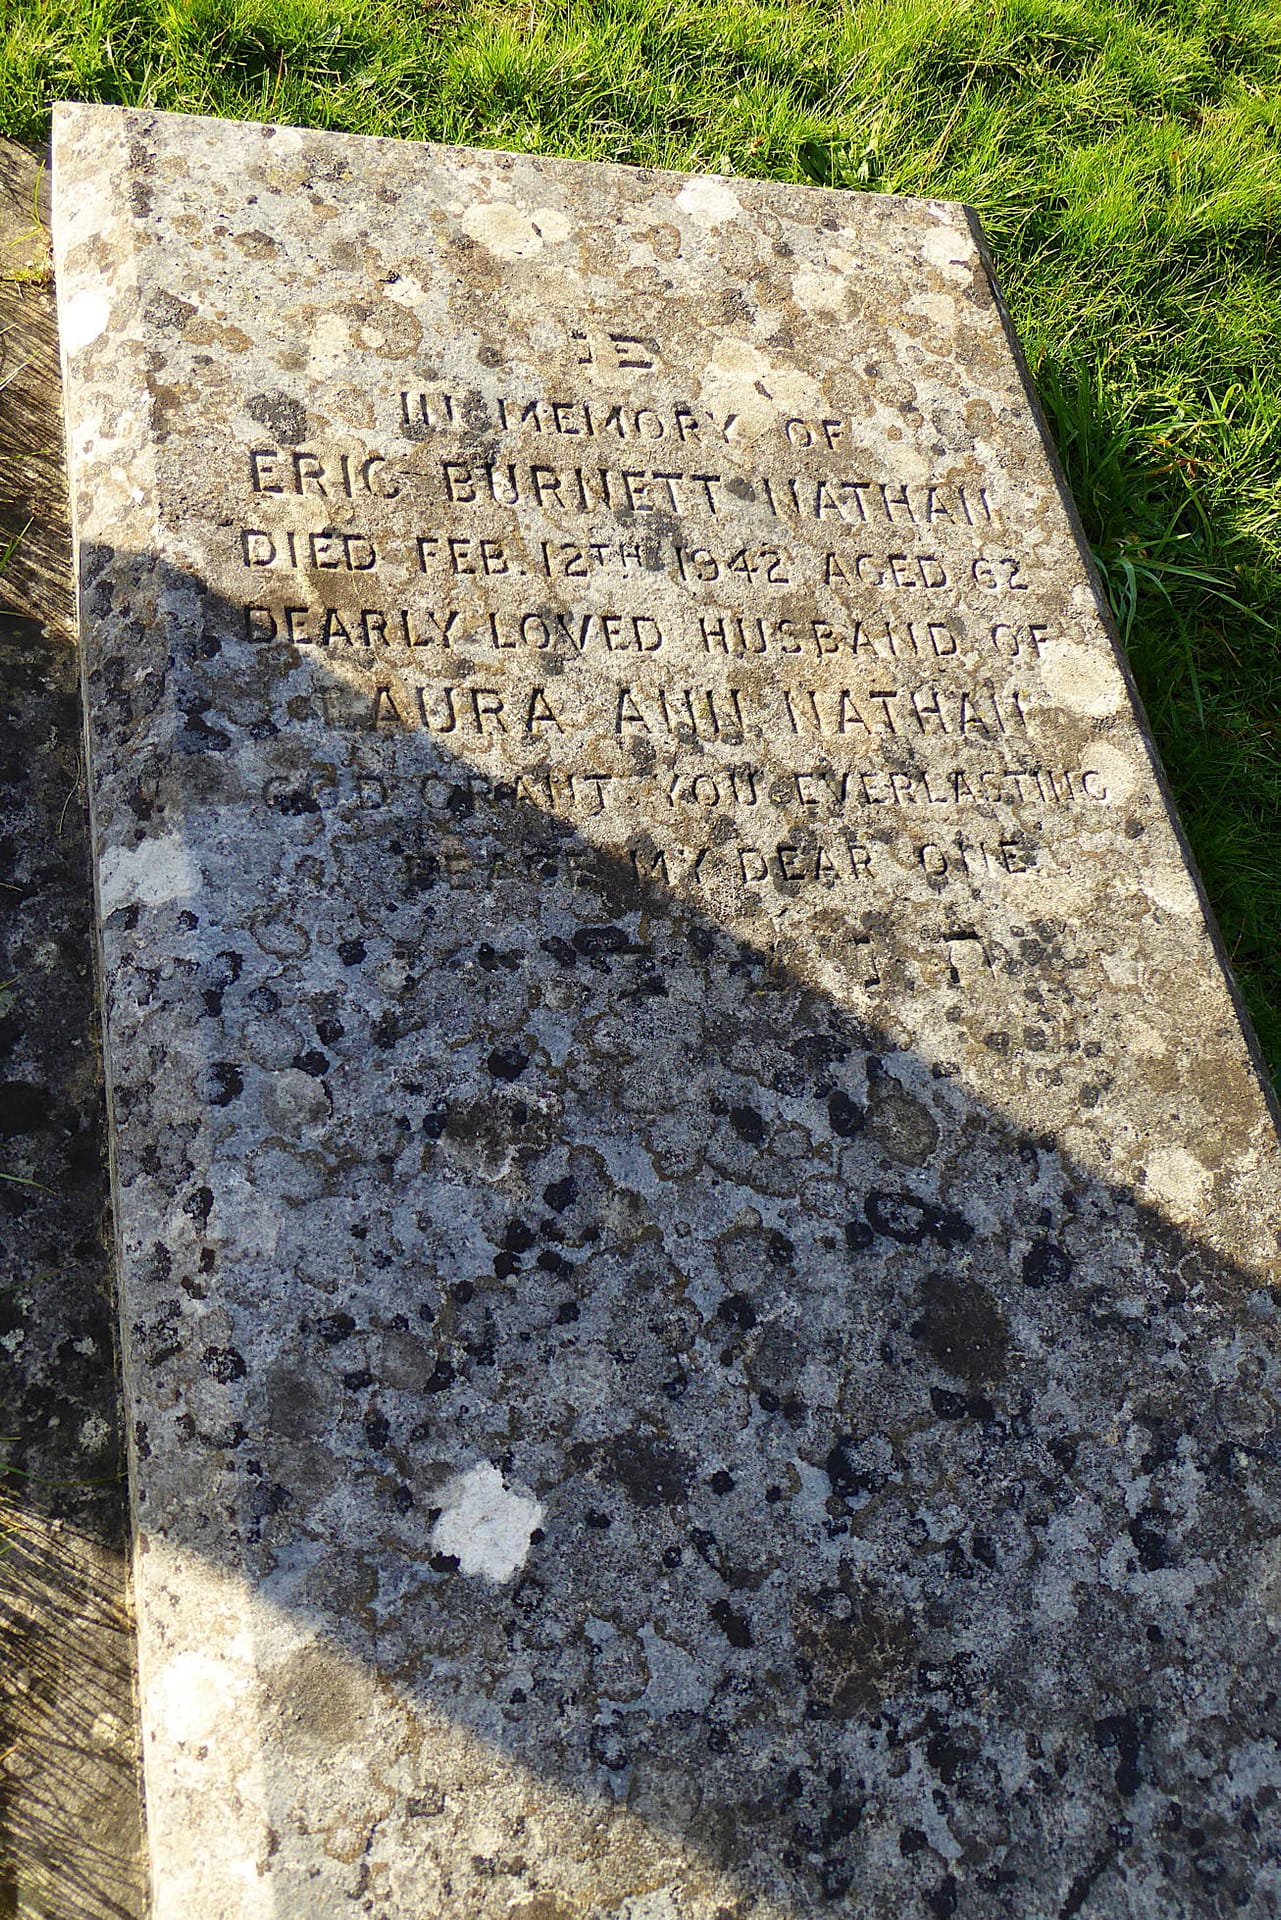 IN MEMORY OF
ERIC BURNETT NATHAN
DIED FEB. 12TH 1942 AGED 62
DEARLY LOVED HUSBAND OF
LAURA ANN NATHAN
GOD GRANT YOU EVERLASTING
PEACE MY DEAR ONE
ת נ צ ב ה